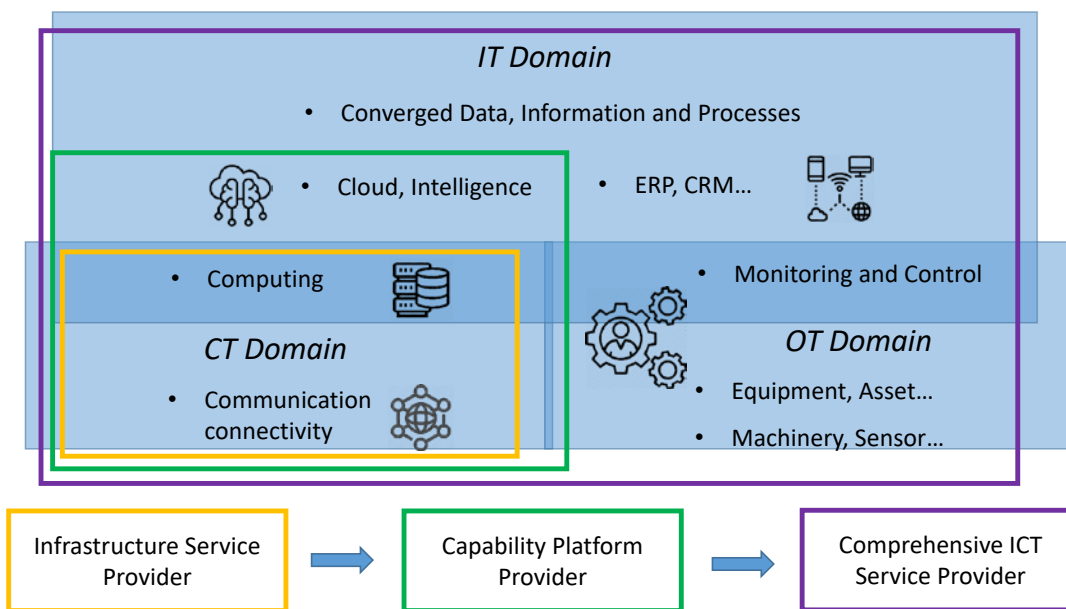 IT Domain
• Converged Data, Information and Processes
• Cloud, Intelligence
• ERP, CRM...
• Computing
• Monitoring and Control
CT Domain
OT Domain
• Communication
connectivity
• Equipment, Asset...
• Machinery, Sensor...
Infrastructure Service
Provider
Capability Platform
Provider
Comprehensive ICT
Service Provider